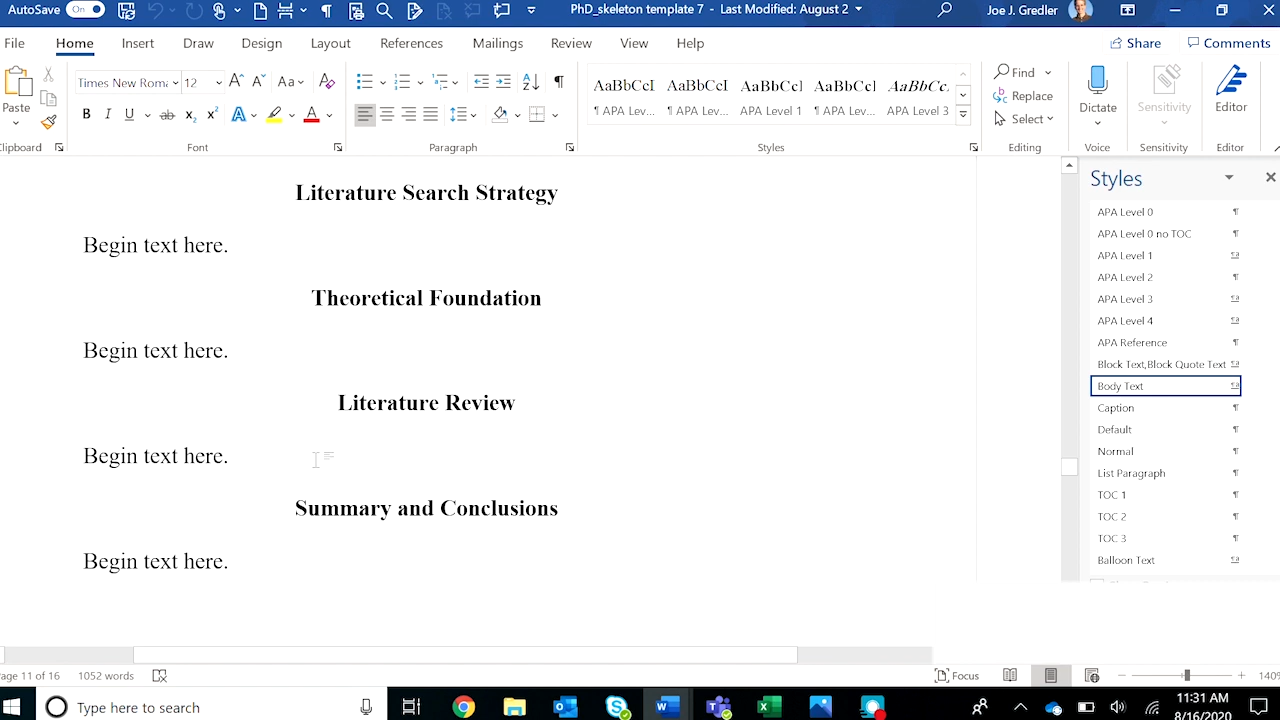 AutoSave On PhD_skeleton template 7 - Last Modified: August 2 Joe J. Gredler
File Home Insert Draw Design Layout References Mailings Review View Help Share Comments
Paste
Times New Roma 12 Aa
B I U ab x2 x2 A A
AaBbCcI AaBbCcI AaBbCcI AaBbCcI AaBbCc.
¶ APA Lev... ¶ APA Lev... APA Level 1 ¶ APA Lev... APA Level 3
Find
Replace
Select
Dictate
Sensitivity
Editor
Clipboard Font Paragraph Styles Editing Voice Sensitivity Editor
Literature Search Strategy
Begin text here.
Theoretical Foundation
Begin text here.
Literature Review
Begin text here.
Summary and Conclusions
Begin text here.
Styles
APA Level 0
APA Level 0 no TOC
APA Level 1
APA Level 2
APA Level 3
APA Level 4
APA Reference
Block Text,Block Quote Text
Body Text
Caption
Default
Normal
List Paragraph
TOC 1
TOC 2
TOC 3
Balloon Text
age 11 of 16 1052 words Focus 140%
Type here to search
11:31 AM
8/16/2020